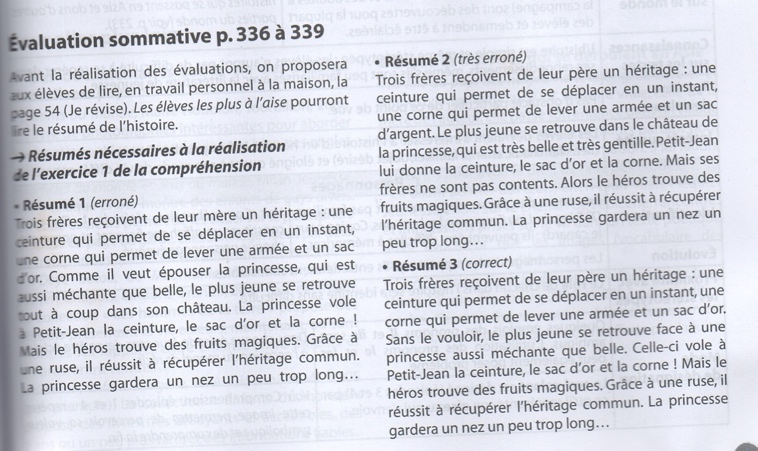 Évaluation sommative p. 336 à 339
Avant la réalisation des évaluations, on proposera
aux élèves de lire, en travail personnel à la maison, la
page 54 (Je révise). Les élèves les plus à l'aise pourront
lire le résumé de l'histoire.
→ Résumés nécessaires à la réalisation
de l'exercice 1 de la compréhension
• Résumé 1 (erroné)
Trois frères reçoivent de leur mère un héritage : une
ceinture qui permet de se déplacer en un instant,
une corne qui permet de lever une armée et un sac
d'or. Comme il veut épouser la princesse, qui est
aussi méchante que belle, le plus jeune se retrouve
tout à coup dans son château. La princesse vole
à Petit-Jean la ceinture, le sac d'or et la corne !
Mais le héros trouve des fruits magiques. Grâce à
une ruse, il réussit à récupérer l'héritage commun.
La princesse gardera un nez un peu trop long…
• Résumé 2 (très erroné)
Trois frères reçoivent de leur père un héritage : une
ceinture qui permet de se déplacer en un instant,
une corne qui permet de lever une armée et un sac
d'argent. Le plus jeune se retrouve dans le château de
la princesse, qui est très belle et très gentille. Petit-Jean
lui donne la ceinture, le sac d'or et la corne. Mais ses
frères ne sont pas contents. Alors le héros trouve des
fruits magiques. Grâce à une ruse, il réussit à récupérer
l'héritage commun. La princesse gardera un nez un
peu trop long…
• Résumé 3 (correct)
Trois frères reçoivent de leur père un héritage : une
ceinture qui permet de se déplacer en un instant, une
corne qui permet de lever une armée et un sac d'or.
Sans le vouloir, le plus jeune se retrouve face à une
princesse aussi méchante que belle. Celle-ci vole à
Petit-Jean la ceinture, le sac d'or et la corne ! Mais le
héros trouve des fruits magiques. Grâce à une ruse, il
réussit à récupérer l'héritage commun. La princesse
gardera un nez un peu trop long…